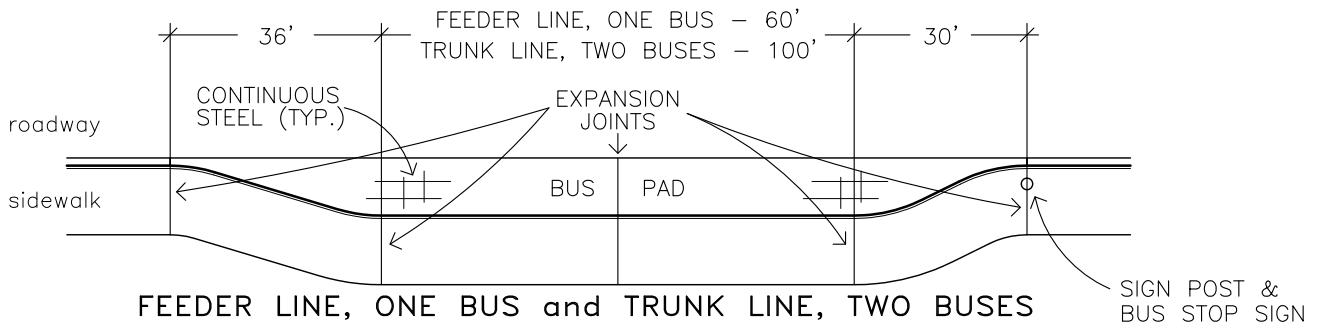 36'
FEEDER LINE, ONE BUS – 60'
TRUNK LINE, TWO BUSES – 100'
30'
CONTINUOUS
STEEL (TYP.)
EXPANSION
JOINTS
roadway
sidewalk
BUS PAD
FEEDER LINE, ONE BUS and TRUNK LINE, TWO BUSES
SIGN POST &
BUS STOP SIGN